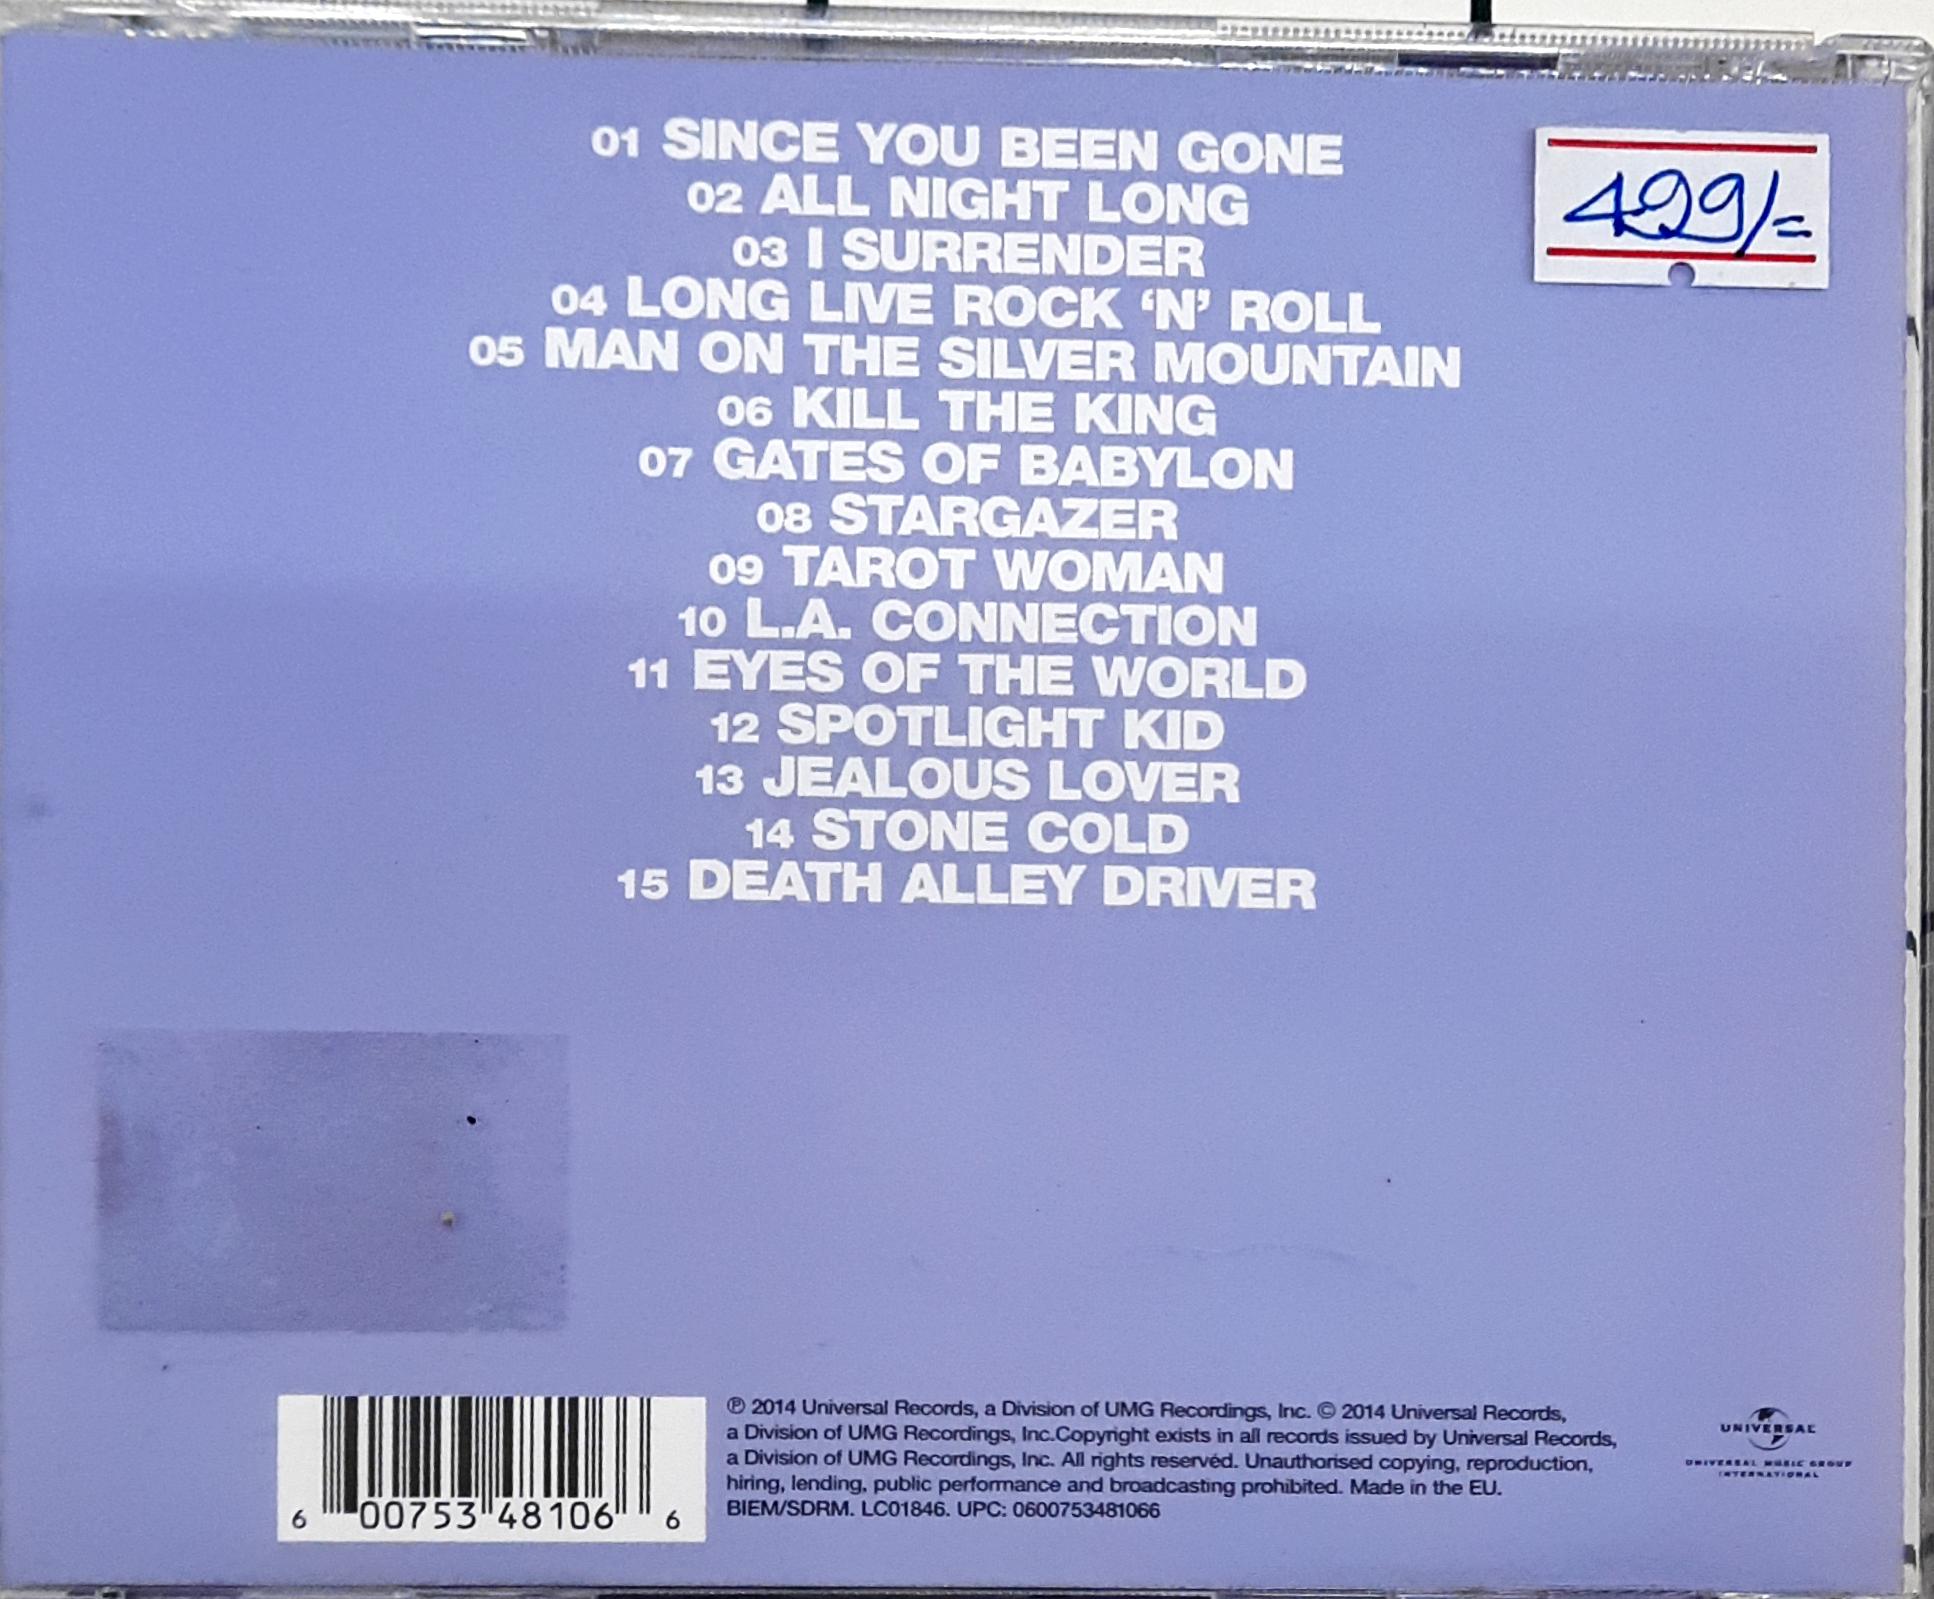 01 SINCE YOU BEEN GONE
02 ALL NIGHT LONG
03 I SURRENDER
04 LONG LIVE ROCK ‘N’ ROLL
05 MAN ON THE SILVER MOUNTAIN
06 KILL THE KING
07 GATES OF BABYLON
08 STARGAZER
09 TAROT WOMAN
10 L.A. CONNECTION
11 EYES OF THE WORLD
12 SPOTLIGHT KID
13 JEALOUS LOVER
14 STONE COLD
15 DEATH ALLEY DRIVER
499/=
6 00753 48106 6
℗ 2014 Universal Records, a Division of UMG Recordings, Inc. © 2014 Universal Records,
a Division of UMG Recordings, Inc.Copyright exists in all records issued by Universal Records,
a Division of UMG Recordings, Inc. All rights reserved. Unauthorised copying, reproduction,
hiring, lending, public performance and broadcasting prohibited. Made in the EU.
BIEM/SDRM. LC01846. UPC: 0600753481066
UNIVERSAL
UNIVERSAL MUSIC GROUP
INTERNATIONAL